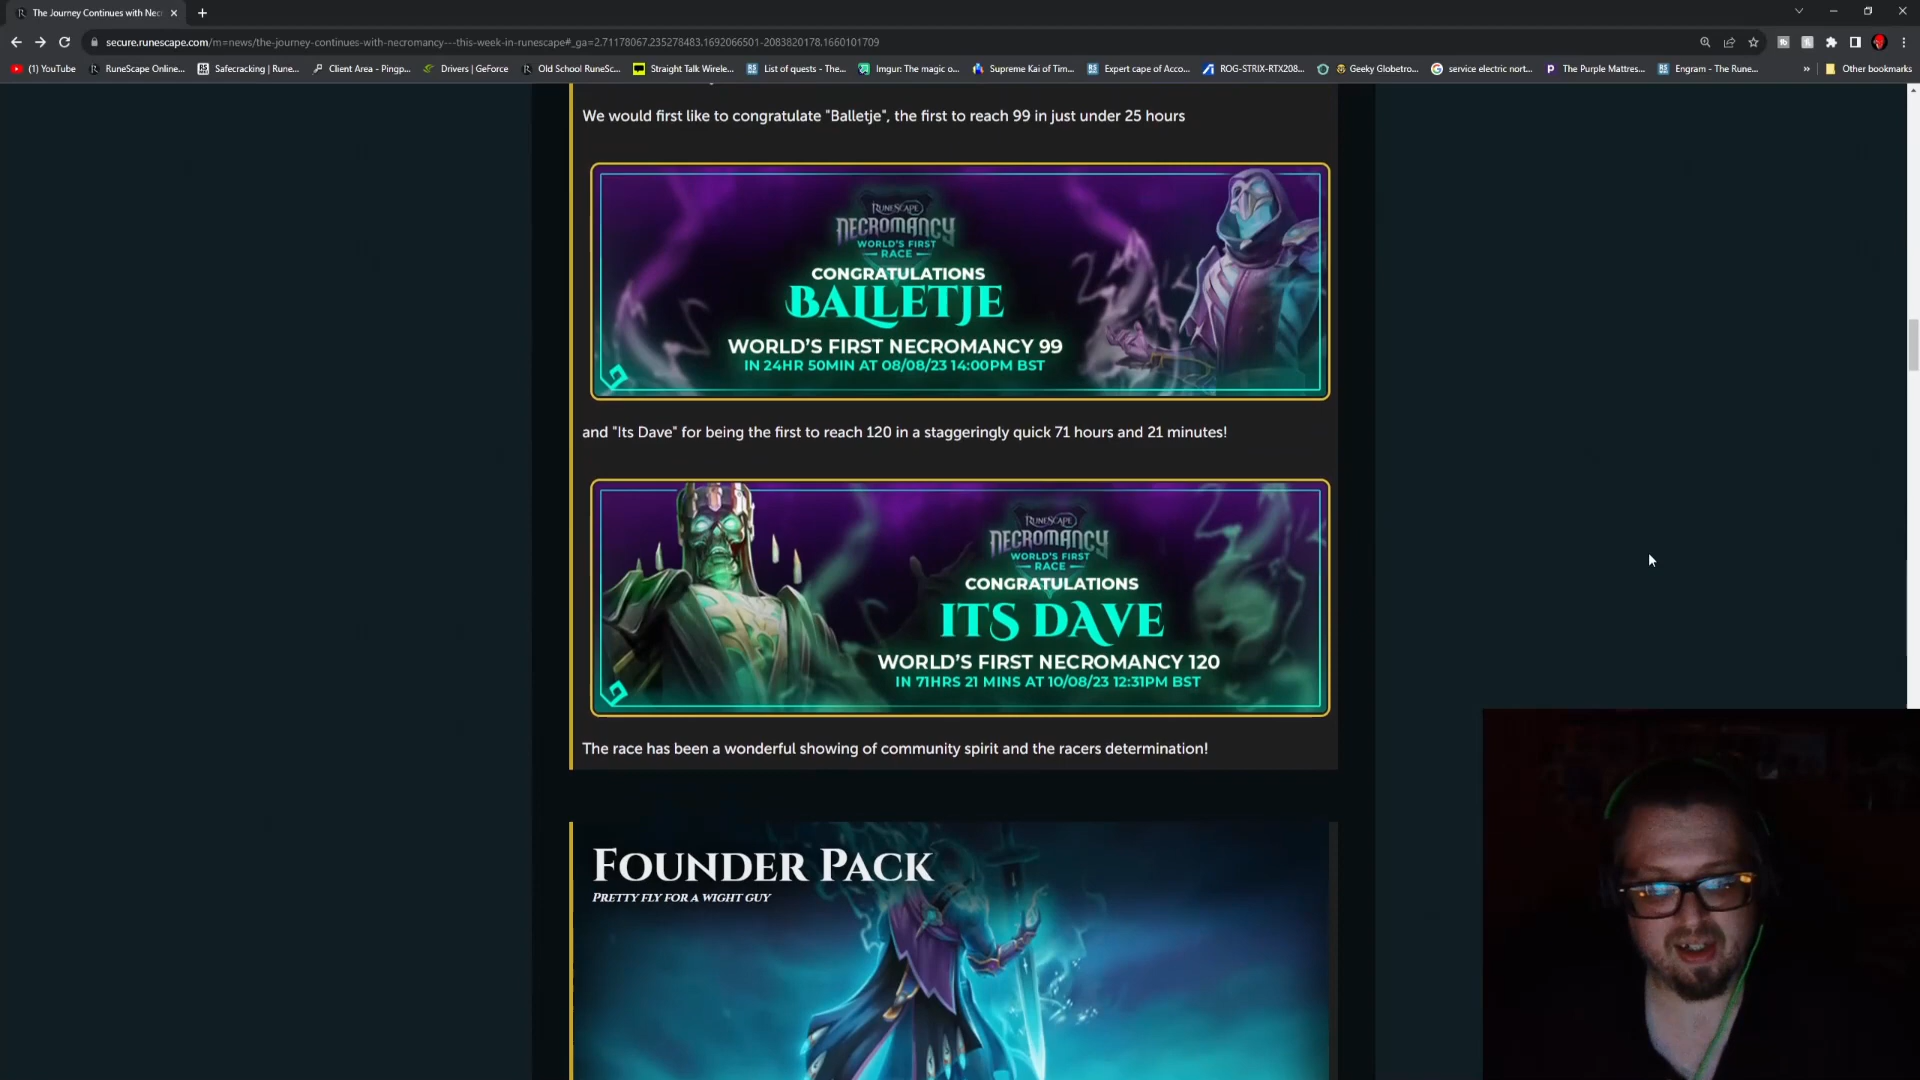 The Journey Continues with Nec
secure.runescape.com/m=news/the-journey-continues-with-necromancy---this-week-in-runescape#_ga=2.71178067.235278483.1692066501-2083820178.1660101709
(1) YouTube
RuneScape Online...
Safecracking | Rune...
Client Area - Pingp...
Drivers | GeForce
Old School RuneSc...
Straight Talk Wirele...
List of quests - The...
Imgur: The magic o...
Supreme Kai of Tim...
Expert cape of Acco...
ROG-STRIX-RTX208...
Geeky Globetro...
service electric nort...
The Purple Mattres...
Engram - The Rune...
»
Other bookmarks
We would first like to congratulate "Balletje", the first to reach 99 in just under 25 hours
RUNESCAPE
NECROMANCY
WORLD'S FIRST
RACE
CONGRATULATIONS
BALLETJE
WORLD'S FIRST NECROMANCY 99
IN 24HR 50MIN AT 08/08/23 14:00PM BST
and "Its Dave" for being the first to reach 120 in a staggeringly quick 71 hours and 21 minutes!
RUNESCAPE
NECROMANCY
WORLD'S FIRST
RACE
CONGRATULATIONS
ITS DAVE
WORLD'S FIRST NECROMANCY 120
IN 71HRS 21 MINS AT 10/08/23 12:31PM BST
The race has been a wonderful showing of community spirit and the racers determination!
FOUNDER PACK
PRETTY FLY FOR A WIGHT GUY